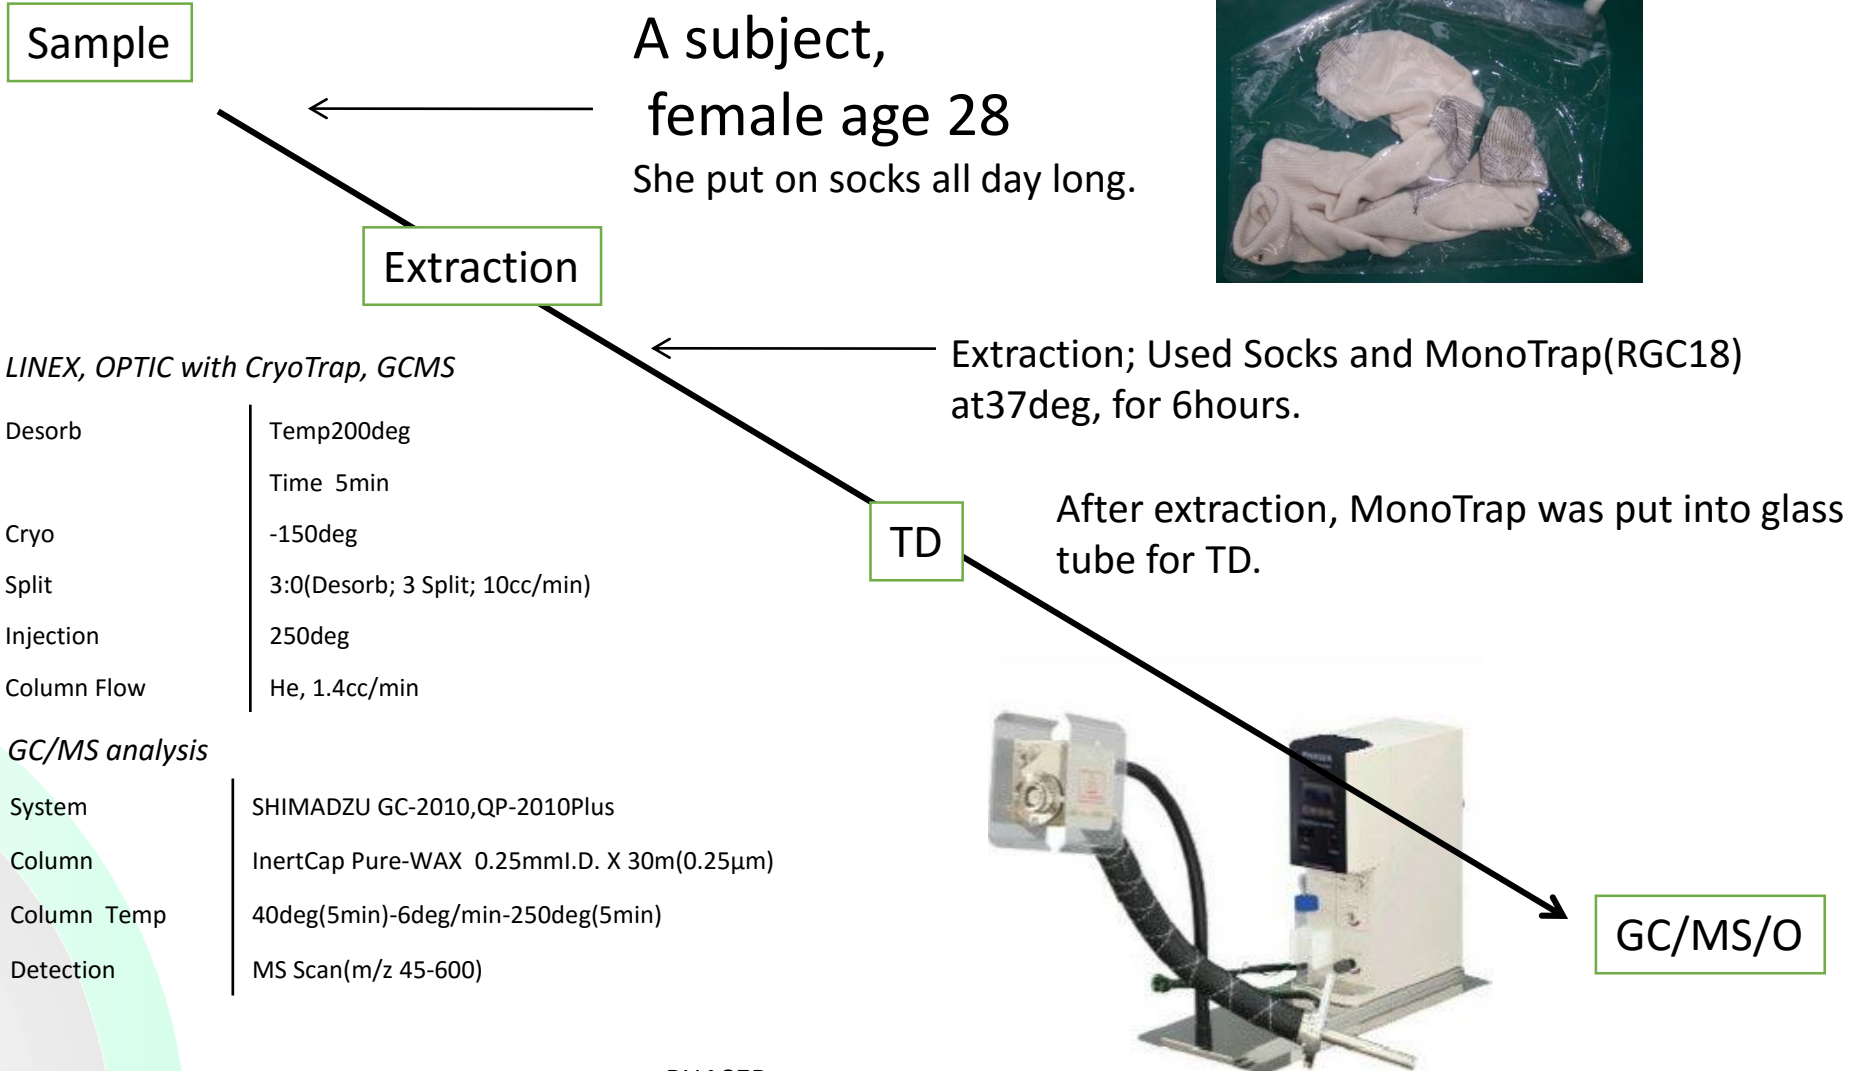 Sample
A subject,
female age 28
She put on socks all day long.
Extraction
Extraction; Used Socks and MonoTrap(RGC18)
at37deg, for 6hours.
LINEX, OPTIC with CryoTrap, GCMS
Desorb Temp200deg
Time 5min
Cryo -150deg
Split 3:0(Desorb; 3 Split; 10cc/min)
Injection 250deg
Column Flow He, 1.4cc/min
TD
After extraction, MonoTrap was put into glass
tube for TD.
GC/MS analysis
System SHIMADZU GC-2010,QP-2010Plus
Column InertCap Pure-WAX 0.25mmI.D. X 30m(0.25μm)
Column Temp 40deg(5min)-6deg/min-250deg(5min)
Detection MS Scan(m/z 45-600)
GC/MS/O